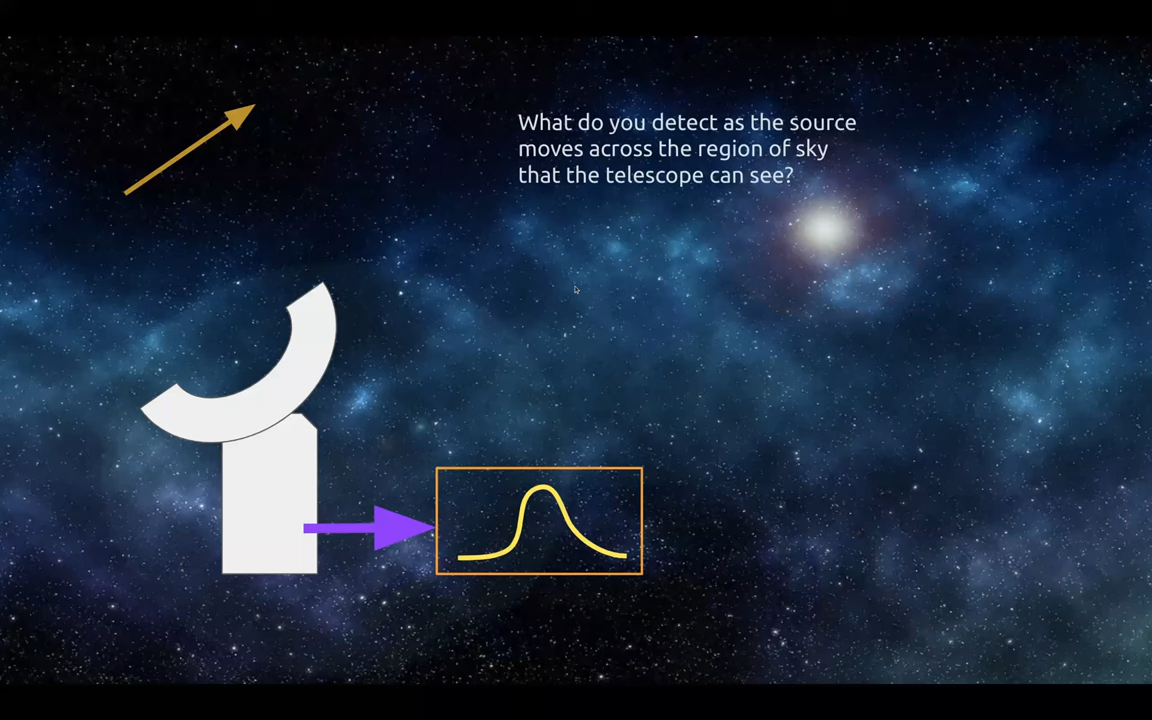 What do you detect as the source
moves across the region of sky
that the telescope can see?